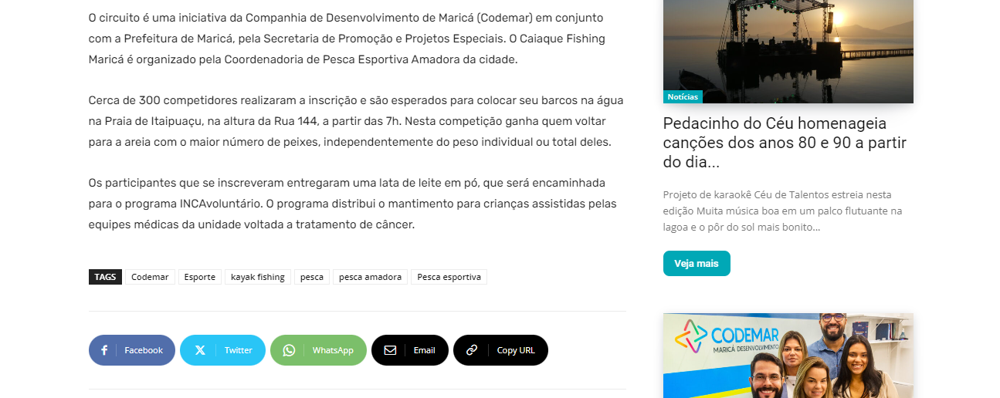 O circuito é uma iniciativa da Companhia de Desenvolvimento de Maricá (Codemar) em conjunto
com a Prefeitura de Maricá, pela Secretaria de Promoção e Projetos Especiais. O Caiaque Fishing
Maricá é organizado pela Coordenadoria de Pesca Esportiva Amadora da cidade.
Cerca de 300 competidores realizaram a inscrição e são esperados para colocar seu barcos na água
na Praia de Itaipuaçu, na altura da Rua 144, a partir das 7h. Nesta competição ganha quem voltar
para a areia com o maior número de peixes, independentemente do peso individual ou total deles.
Os participantes que se inscreveram entregaram uma lata de leite em pó, que será encaminhada
para o programa INCAvoluntário. O programa distribui o mantimento para crianças assistidas pelas
equipes médicas da unidade voltada a tratamento de câncer.
TAGS Codemar Esporte kayak fishing pesca pesca amadora Pesca esportiva
Facebook Twitter WhatsApp Email Copy URL
Notícias
Pedacinho do Céu homenageia
canções dos anos 80 e 90 a partir
do dia...
Projeto de karaokê Céu de Talentos estreia nesta
edição Muita música boa em um palco flutuante na
lagoa e o pôr do sol mais bonito...
Veja mais
CODEMAR
MARICÁ DESENVOLVIMENTO